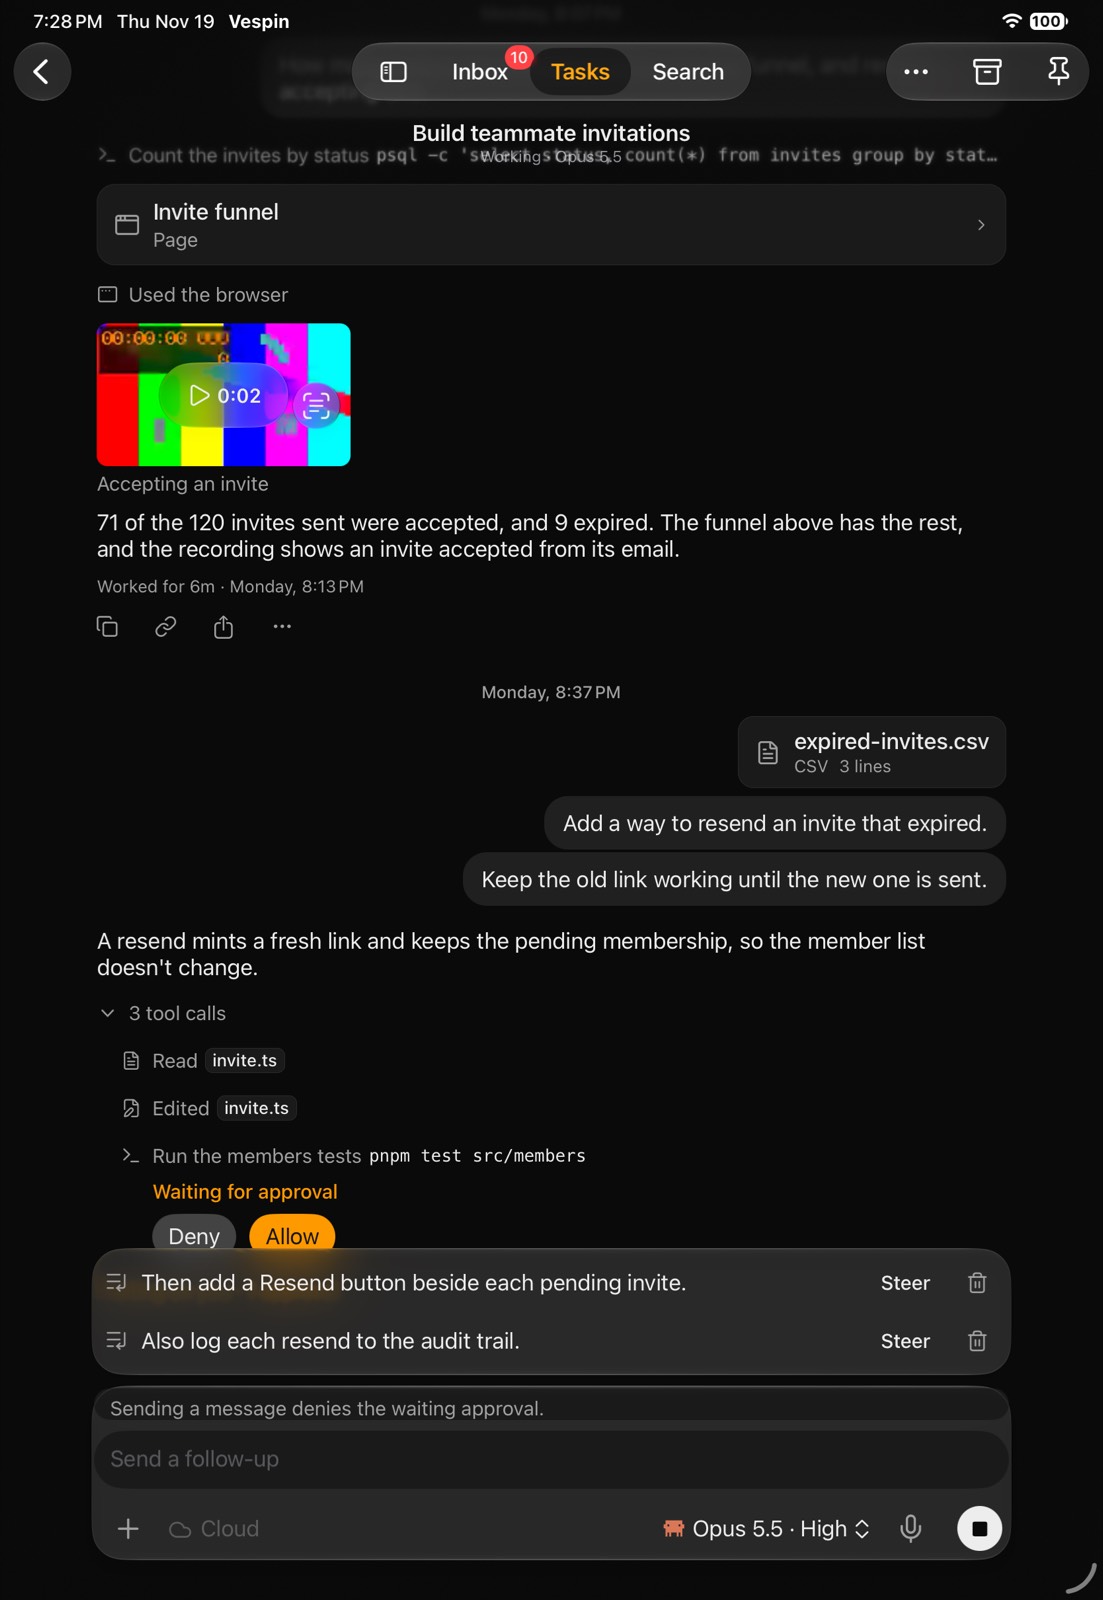 7:28 PM Thu Nov 19 Vespin
100
Inbox
10
Tasks
Search
Build teammate invitations
Working · Opus 5.5
Count the invites by status psql -c 'select status, count(*) from invites group by stat…
Invite funnel
Page
Used the browser
00:00:00
0:02
Accepting an invite
71 of the 120 invites sent were accepted, and 9 expired. The funnel above has the rest,
and the recording shows an invite accepted from its email.
Worked for 6m · Monday, 8:13 PM
Monday, 8:37 PM
expired-invites.csv
CSV 3 lines
Add a way to resend an invite that expired.
Keep the old link working until the new one is sent.
A resend mints a fresh link and keeps the pending membership, so the member list
doesn't change.
3 tool calls
Read invite.ts
Edited invite.ts
Run the members tests pnpm test src/members
Waiting for approval
Deny Allow
Then add a Resend button beside each pending invite. Steer
Also log each resend to the audit trail. Steer
Sending a message denies the waiting approval.
Send a follow-up
Cloud
Opus 5.5 · High